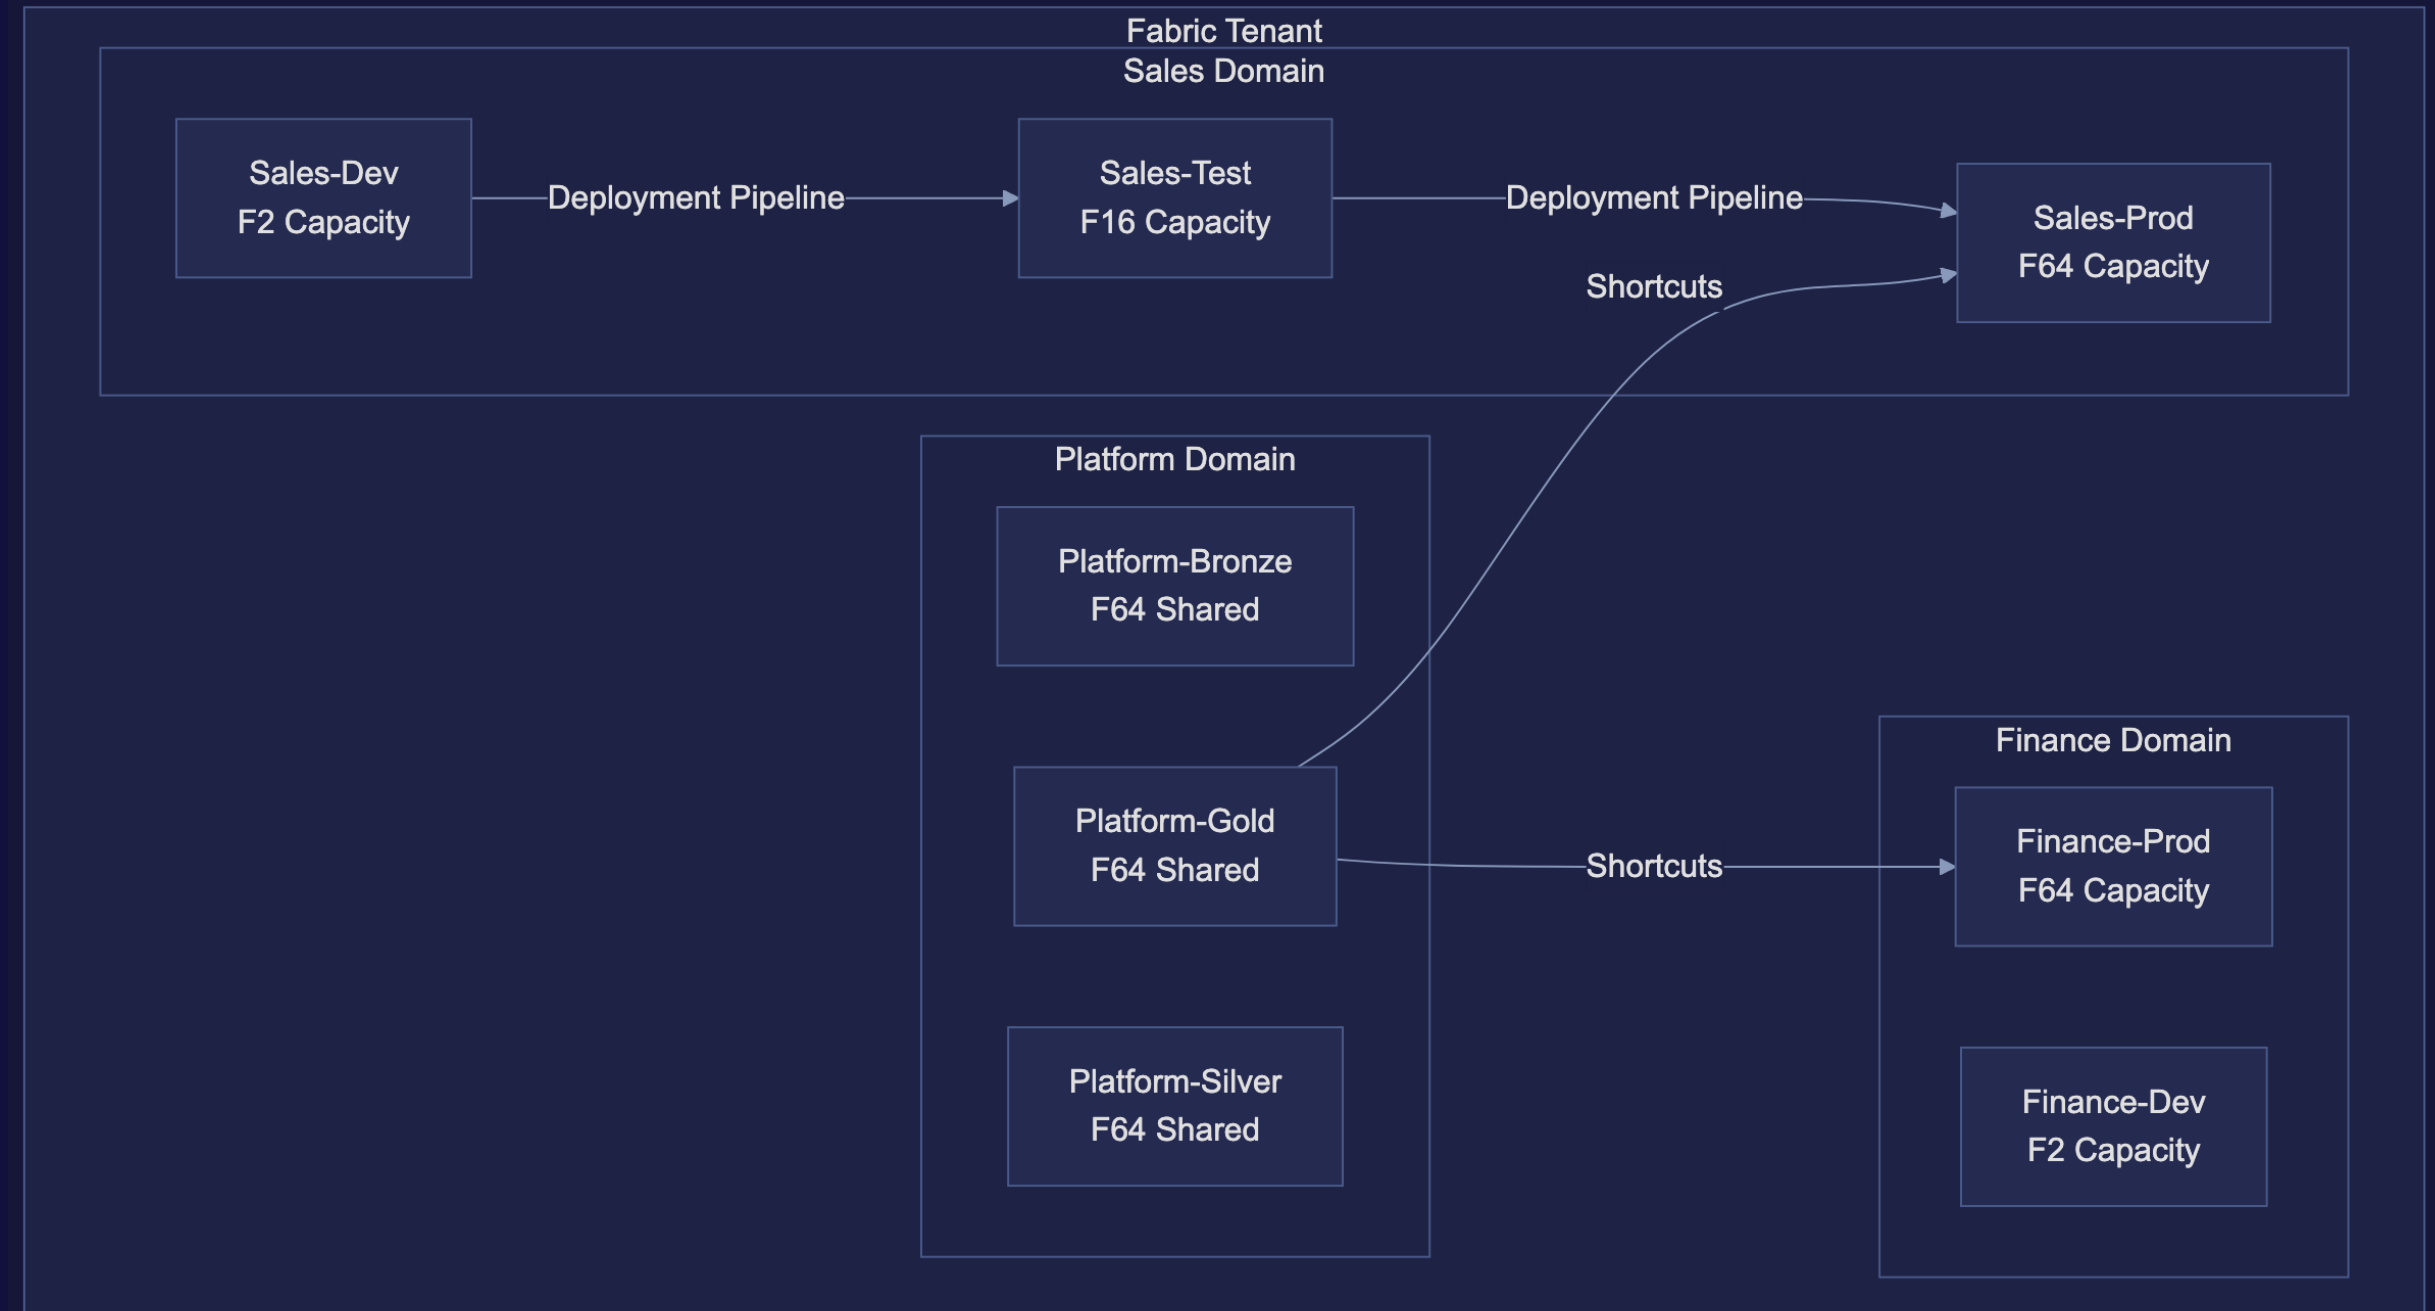 Fabric Tenant
Sales Domain
Sales-Dev
F2 Capacity
Deployment Pipeline
Sales-Test
F16 Capacity
Deployment Pipeline
Sales-Prod
F64 Capacity
Shortcuts
Platform Domain
Platform-Bronze
F64 Shared
Platform-Gold
F64 Shared
Shortcuts
Platform-Silver
F64 Shared
Finance Domain
Finance-Prod
F64 Capacity
Finance-Dev
F2 Capacity